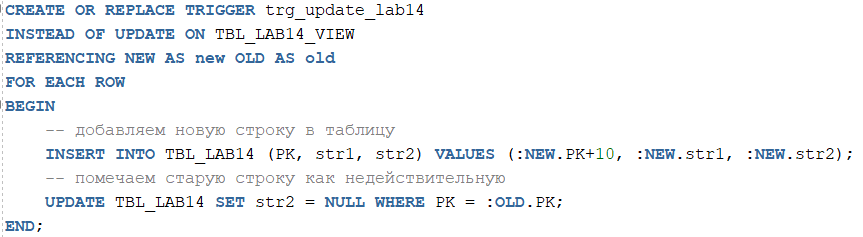 CREATE OR REPLACE TRIGGER trg_update_lab14
INSTEAD OF UPDATE ON TBL_LAB14_VIEW
REFERENCING NEW AS new OLD AS old
FOR EACH ROW
BEGIN
    -- добавляем новую строку в таблицу
    INSERT INTO TBL_LAB14 (PK, str1, str2) VALUES (:NEW.PK+10, :NEW.str1, :NEW.str2);
    -- помечаем старую строку как недействительную
    UPDATE TBL_LAB14 SET str2 = NULL WHERE PK = :OLD.PK;
END;